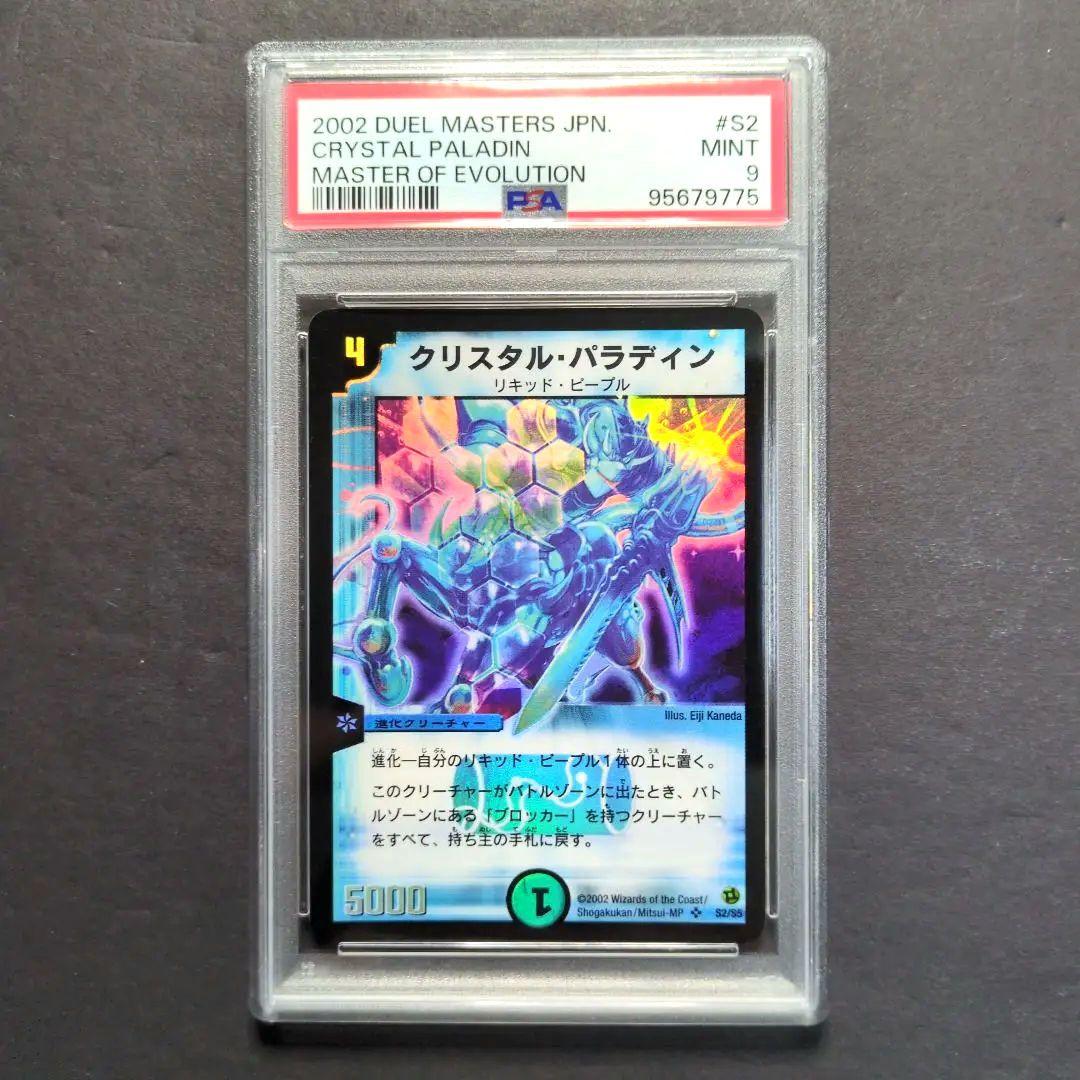 2002 DUEL MASTERS JPN. #S2
CRYSTAL PALADIN MINT
MASTER OF EVOLUTION 9
PSA 95679775
4 クリスタル・パラディン
リキッド・ピープル
Illus. Eiji Kaneda
進化クリーチャー
進化―自分のリキッド・ピープル1体の上に置く。
このクリーチャーがバトルゾーンに出たとき、バト
ルゾーンにある「ブロッカー」を持つクリーチャー
をすべて、持ち主の手札に戻す。
5000 1
©2002 Wizards of the Coast/
Shogakukan/Mitsui-MP S2/S5